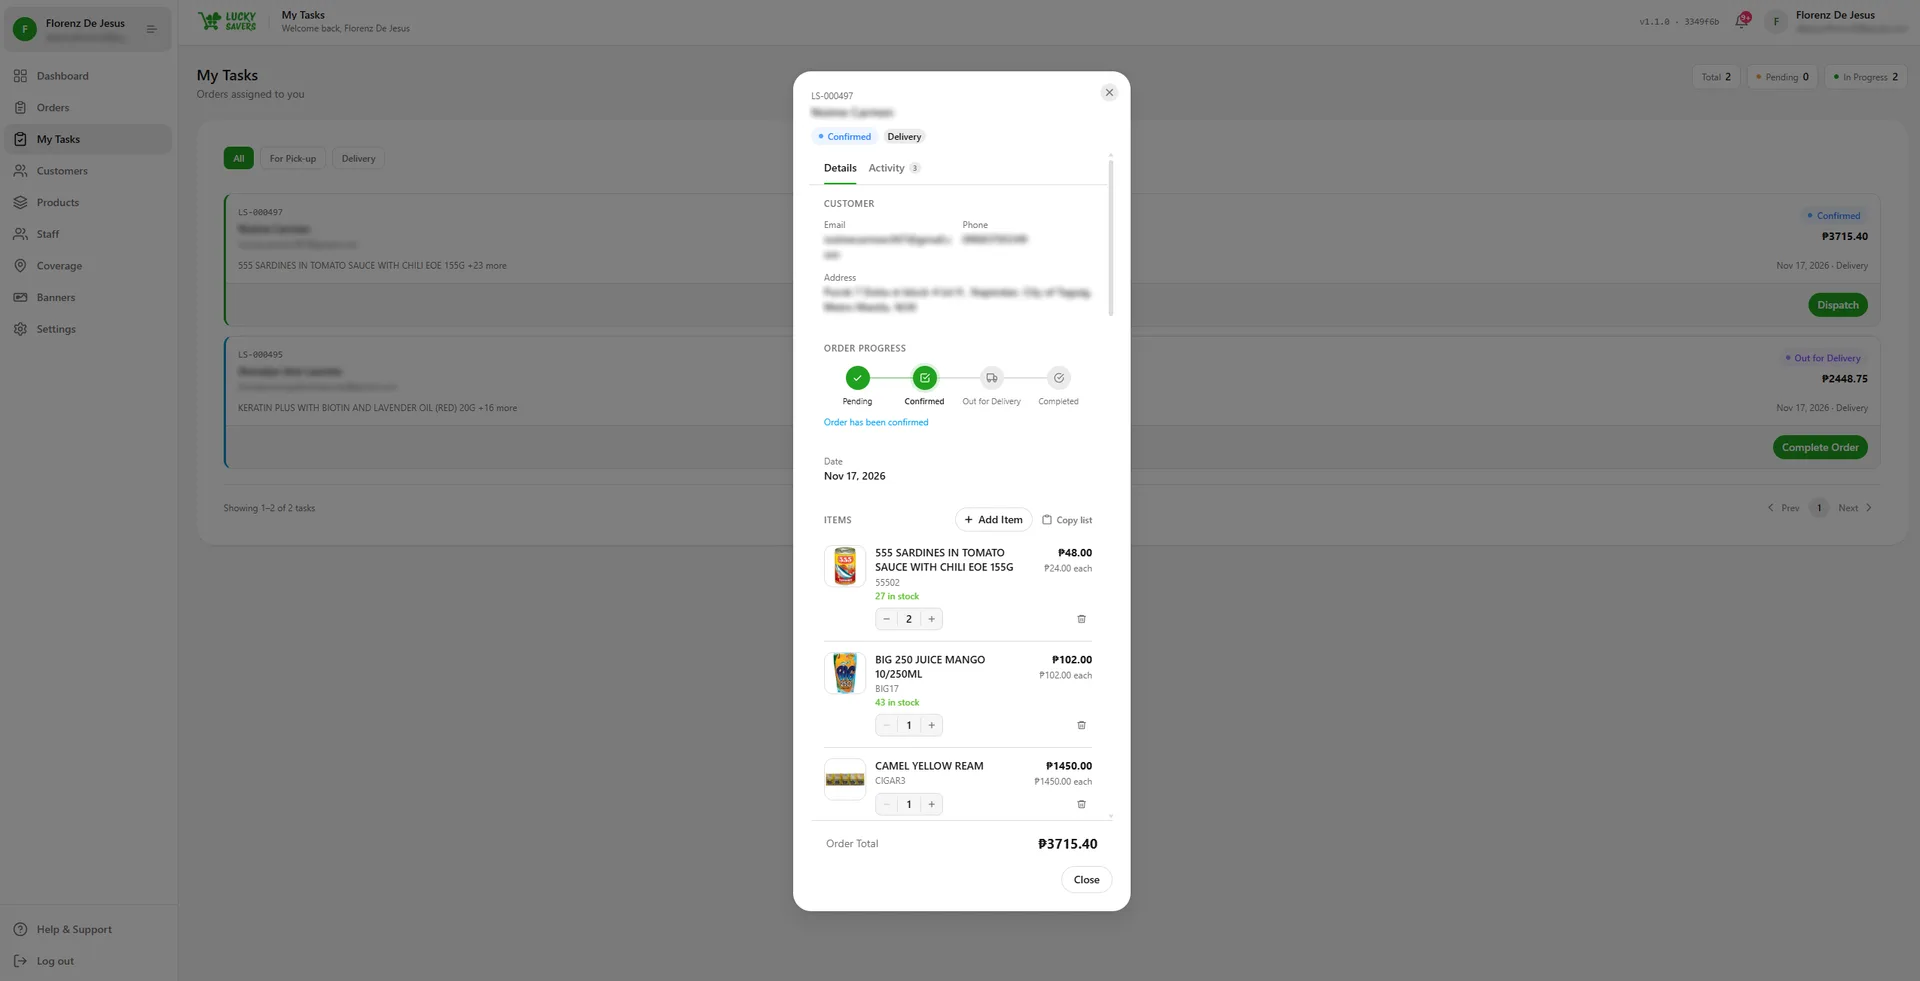 F
Florenz De Jesus
Dashboard
Orders
My Tasks
Customers
Products
Staff
Coverage
Banners
Settings
Help & Support
Log out
LUCKY
SAVERS
My Tasks
Welcome back, Florenz De Jesus
v1.1.0 · 3349f6b
9+
F
Florenz De Jesus
My Tasks
Orders assigned to you
Total 2
Pending 0
In Progress 2
All
For Pick-up
Delivery
LS-000497
555 SARDINES IN TOMATO SAUCE WITH CHILI EOE 155G +23 more
Confirmed
₱3715.40
Nov 17, 2026 · Delivery
Dispatch
LS-000495
KERATIN PLUS WITH BIOTIN AND LAVENDER OIL (RED) 20G +16 more
Out for Delivery
₱2448.75
Nov 17, 2026 · Delivery
Complete Order
Showing 1–2 of 2 tasks
Prev 1 Next
LS-000497
Confirmed Delivery
Details Activity 3
CUSTOMER
Email Phone
Address
ORDER PROGRESS
Pending Confirmed Out for Delivery Completed
Order has been confirmed
Date
Nov 17, 2026
ITEMS + Add Item Copy list
555
555 SARDINES IN TOMATO SAUCE WITH CHILI EOE 155G
55502
27 in stock
₱48.00
₱24.00 each
− 2 +
BIG 250 JUICE MANGO 10/250ML
BIG17
43 in stock
₱102.00
₱102.00 each
− 1 +
CAMEL YELLOW REAM
CIGAR3
₱1450.00
₱1450.00 each
− 1 +
Order Total ₱3715.40
Close